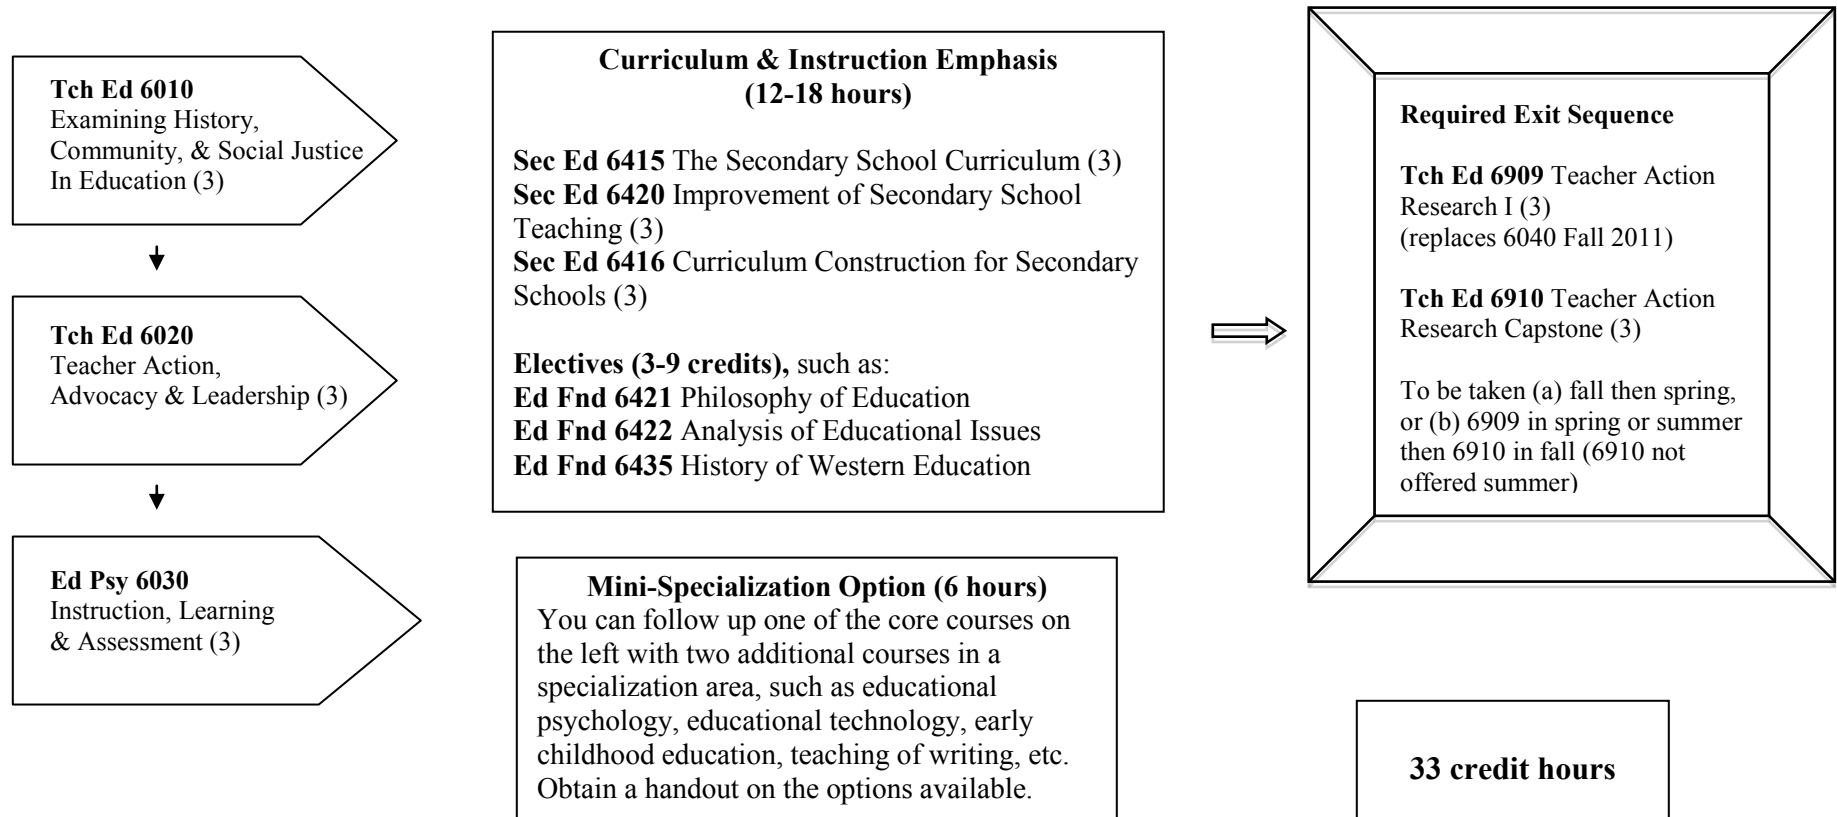 Tch Ed 6010
Examining History,
Community, & Social Justice
In Education (3)
Tch Ed 6020
Teacher Action,
Advocacy & Leadership (3)
Ed Psy 6030
Instruction, Learning
& Assessment (3)
Curriculum & Instruction Emphasis
(12-18 hours)
Sec Ed 6415 The Secondary School Curriculum (3)
Sec Ed 6420 Improvement of Secondary School
Teaching (3)
Sec Ed 6416 Curriculum Construction for Secondary
Schools (3)
Electives (3-9 credits), such as:
Ed Fnd 6421 Philosophy of Education
Ed Fnd 6422 Analysis of Educational Issues
Ed Fnd 6435 History of Western Education
Mini-Specialization Option (6 hours)
You can follow up one of the core courses on
the left with two additional courses in a
specialization area, such as educational
psychology, educational technology, early
childhood education, teaching of writing, etc.
Obtain a handout on the options available.
Required Exit Sequence
Tch Ed 6909 Teacher Action
Research I (3)
(replaces 6040 Fall 2011)
Tch Ed 6910 Teacher Action
Research Capstone (3)
To be taken (a) fall then spring,
or (b) 6909 in spring or summer
then 6910 in fall (6910 not
offered summer)
33 credit hours